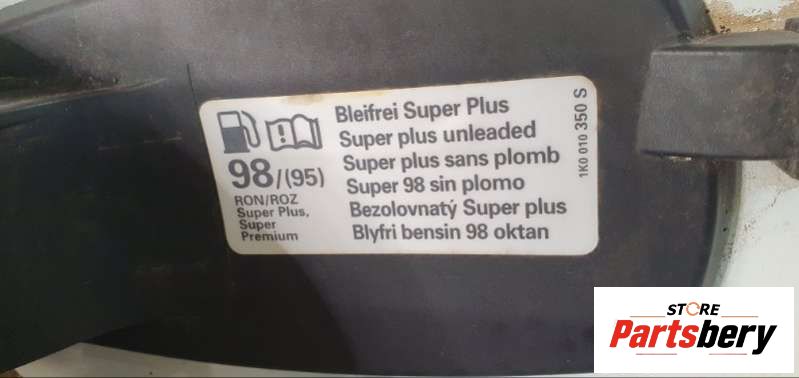 98/(95)
RON/ROZ
Super Plus,
Super
Premium
Bleifrei Super Plus
Super plus unleaded
Super plus sans plomb
Super 98 sin plomo
Bezolovnatý Super plus
Blyfri bensin 98 oktan
1K0 010 350 S
STORE
Partsbery